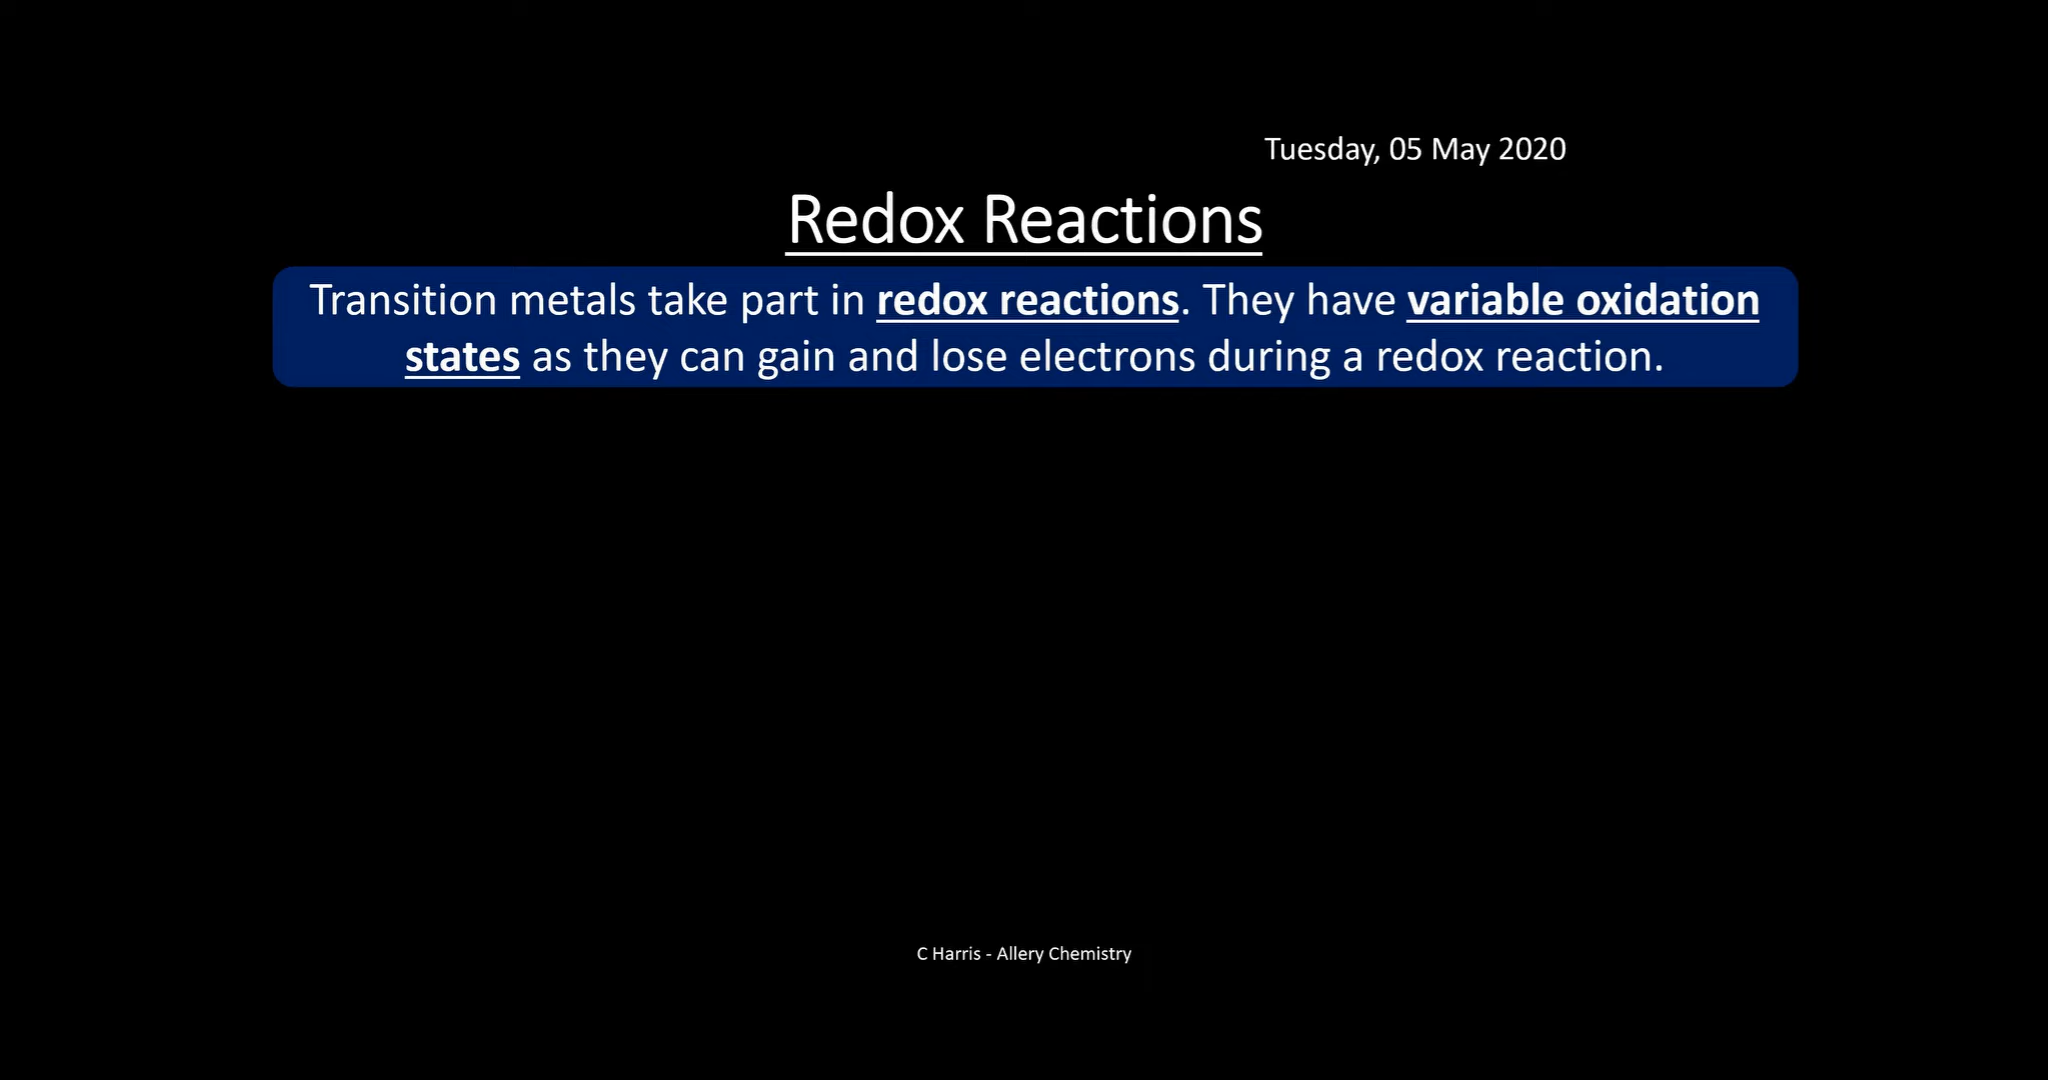 Tuesday, 05 May 2020
Redox Reactions
Transition metals take part in redox reactions. They have variable oxidation
states as they can gain and lose electrons during a redox reaction.
C Harris - Allery Chemistry